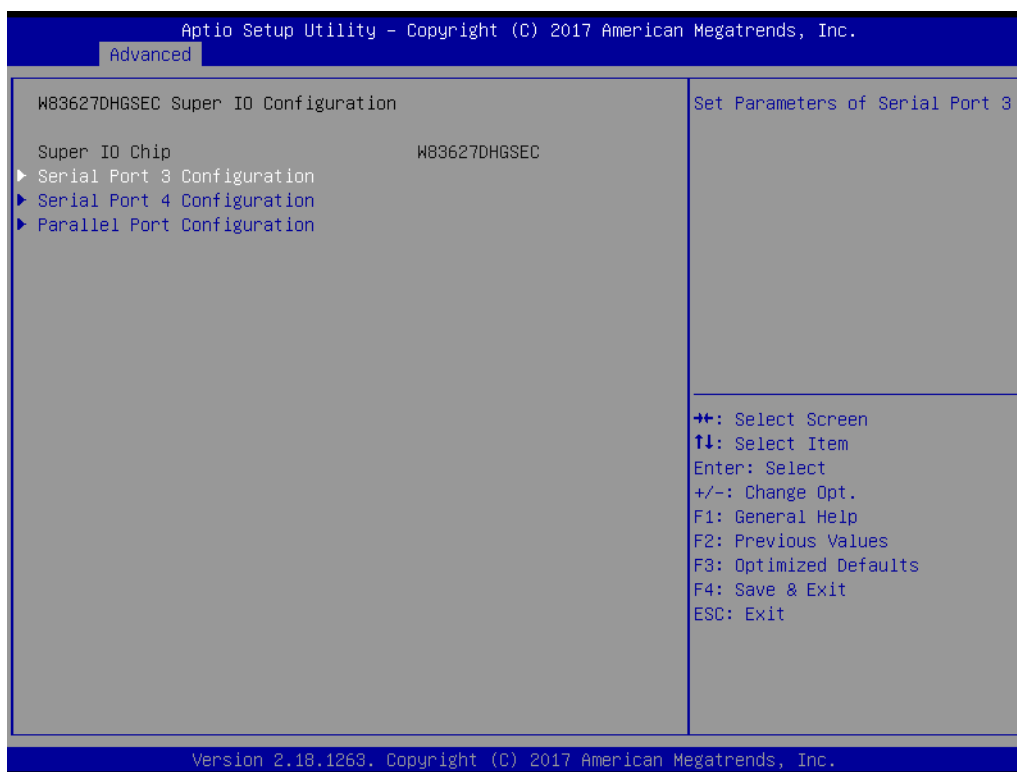 Aptio Setup Utility – Copyright (C) 2017 American Megatrends, Inc.
Advanced
W83627DHGSEC Super IO Configuration
Super IO Chip W83627DHGSEC
▶ Serial Port 3 Configuration
▶ Serial Port 4 Configuration
▶ Parallel Port Configuration
Set Parameters of Serial Port 3
→←: Select Screen
↑↓: Select Item
Enter: Select
+/-: Change Opt.
F1: General Help
F2: Previous Values
F3: Optimized Defaults
F4: Save & Exit
ESC: Exit
Version 2.18.1263. Copyright (C) 2017 American Megatrends, Inc.